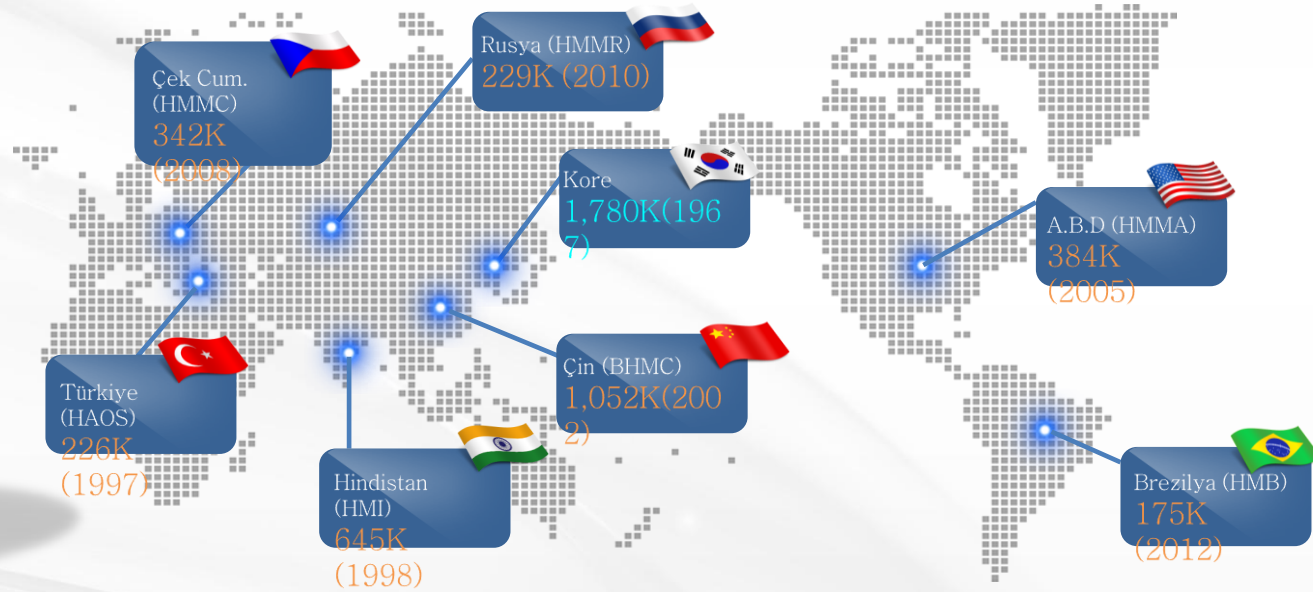 Çek Cum.
(HMMC)
342K
(2008)
Rusya (HMMR)
229K (2010)
Kore
1,780K(196
7)
A.B.D (HMMA)
384K
(2005)
Türkiye
(HAOS)
226K
(1997)
Çin (BHMC)
1,052K(200
2)
Hindistan
(HMI)
645K
(1998)
Brezilya (HMB)
175K
(2012)